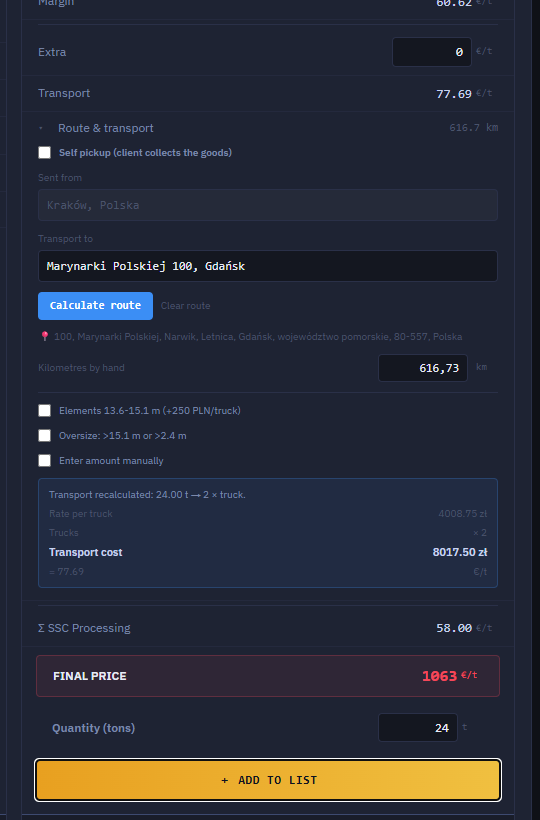 Margin 60.62 €/t
Extra 0 €/t
Transport 77.69 €/t
Route & transport 616.7 km
Self pickup (client collects the goods)
Sent from
Kraków, Polska
Transport to
Marynarki Polskiej 100, Gdańsk
Calculate route Clear route
100, Marynarki Polskiej, Narwik, Letnica, Gdańsk, województwo pomorskie, 80-557, Polska
Kilometres by hand 616,73 km
Elements 13.6-15.1 m (+250 PLN/truck)
Oversize: >15.1 m or >2.4 m
Enter amount manually
Transport recalculated: 24.00 t → 2 × truck.
Rate per truck 4008.75 zł
Trucks × 2
Transport cost 8017.50 zł
= 77.69 €/t
Σ SSC Processing 58.00 €/t
FINAL PRICE 1063 €/t
Quantity (tons) 24 t
+ ADD TO LIST